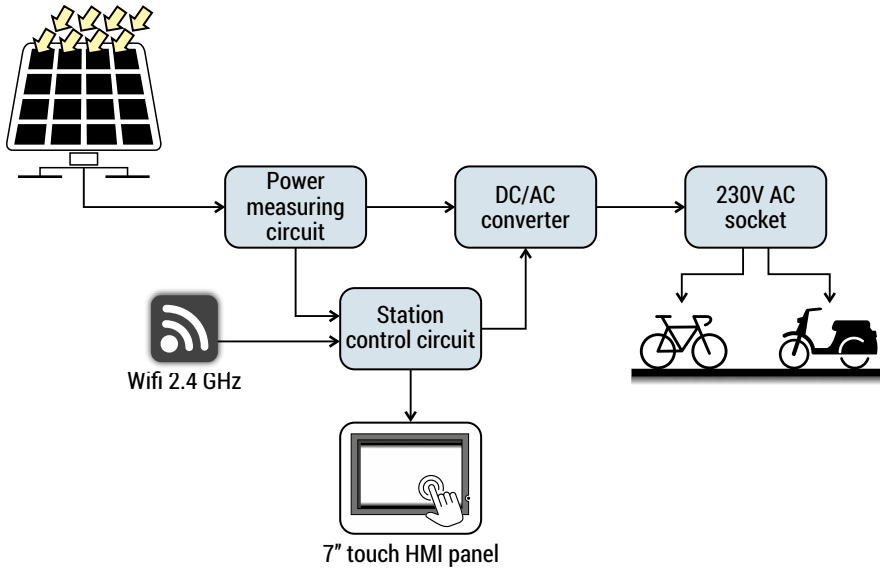 Power
measuring
circuit
DC/AC
converter
230V AC
socket
Station
control circuit
Wifi 2.4 GHz
7” touch HMI panel